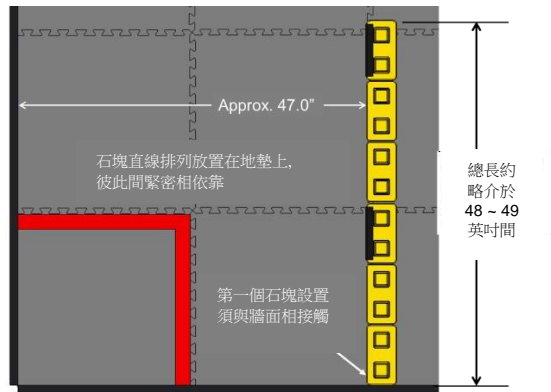 Approx. 47.0"
石塊直線排列放置在地墊上,
彼此間緊密相依靠
總長約
略介於
48 ~ 49
英吋間
第一個石塊設置
須與牆面相接觸